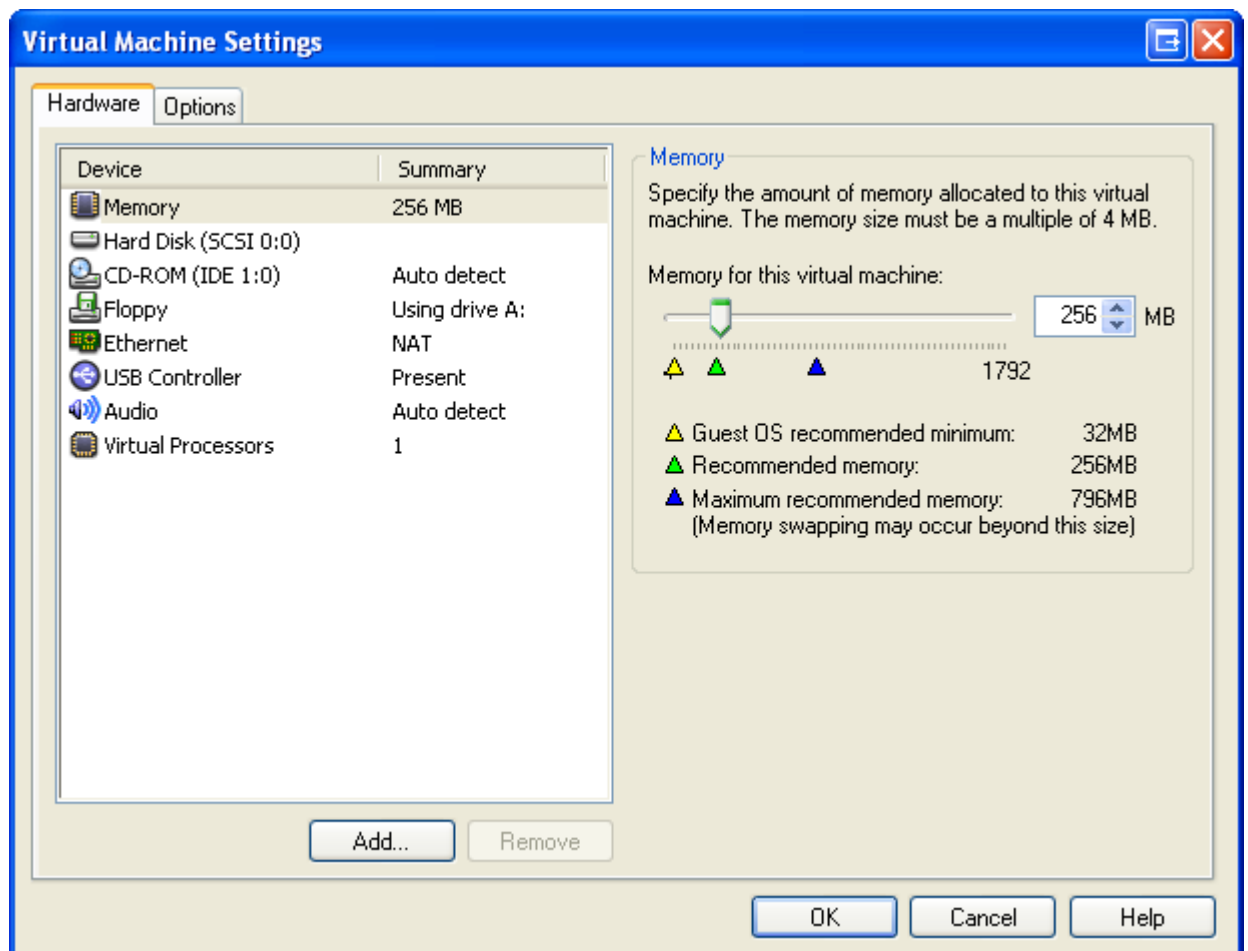 Virtual Machine Settings
Hardware
Options
Device Summary
Memory 256 MB
Hard Disk (SCSI 0:0)
CD-ROM (IDE 1:0) Auto detect
Floppy Using drive A:
Ethernet NAT
USB Controller Present
Audio Auto detect
Virtual Processors 1
Add...
Remove
Memory
Specify the amount of memory allocated to this virtual
machine. The memory size must be a multiple of 4 MB.
Memory for this virtual machine:
256 MB
1792
Guest OS recommended minimum: 32MB
Recommended memory: 256MB
Maximum recommended memory: 796MB
(Memory swapping may occur beyond this size)
OK
Cancel
Help